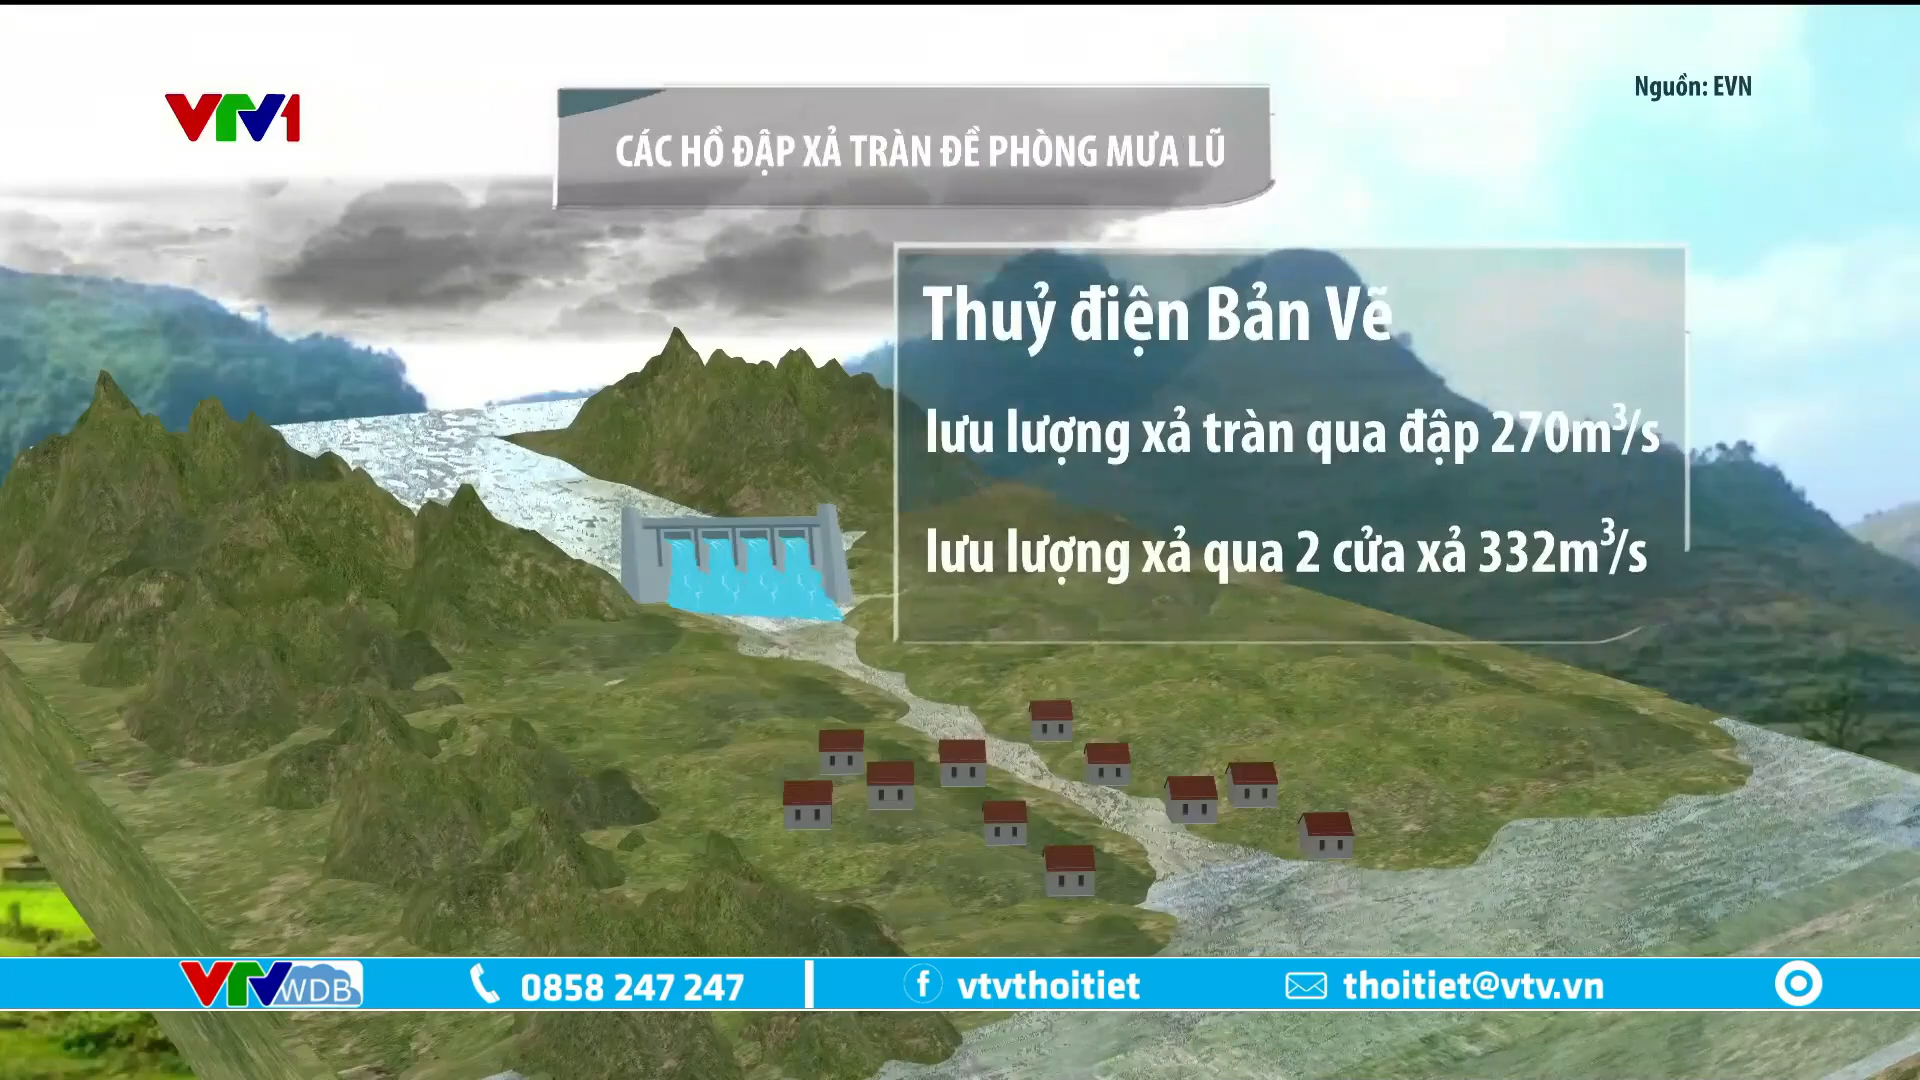 VTV1
Nguồn: EVN
CÁC HỒ ĐẬP XẢ TRÀN ĐỀ PHÒNG MƯA LŨ
Thuỷ điện Bản Vẽ
lưu lượng xả tràn qua đập 270m³/s
lưu lượng xả qua 2 cửa xả 332m³/s
VTV WDB
0858 247 247
vtvthoitiet
thoitiet@vtv.vn